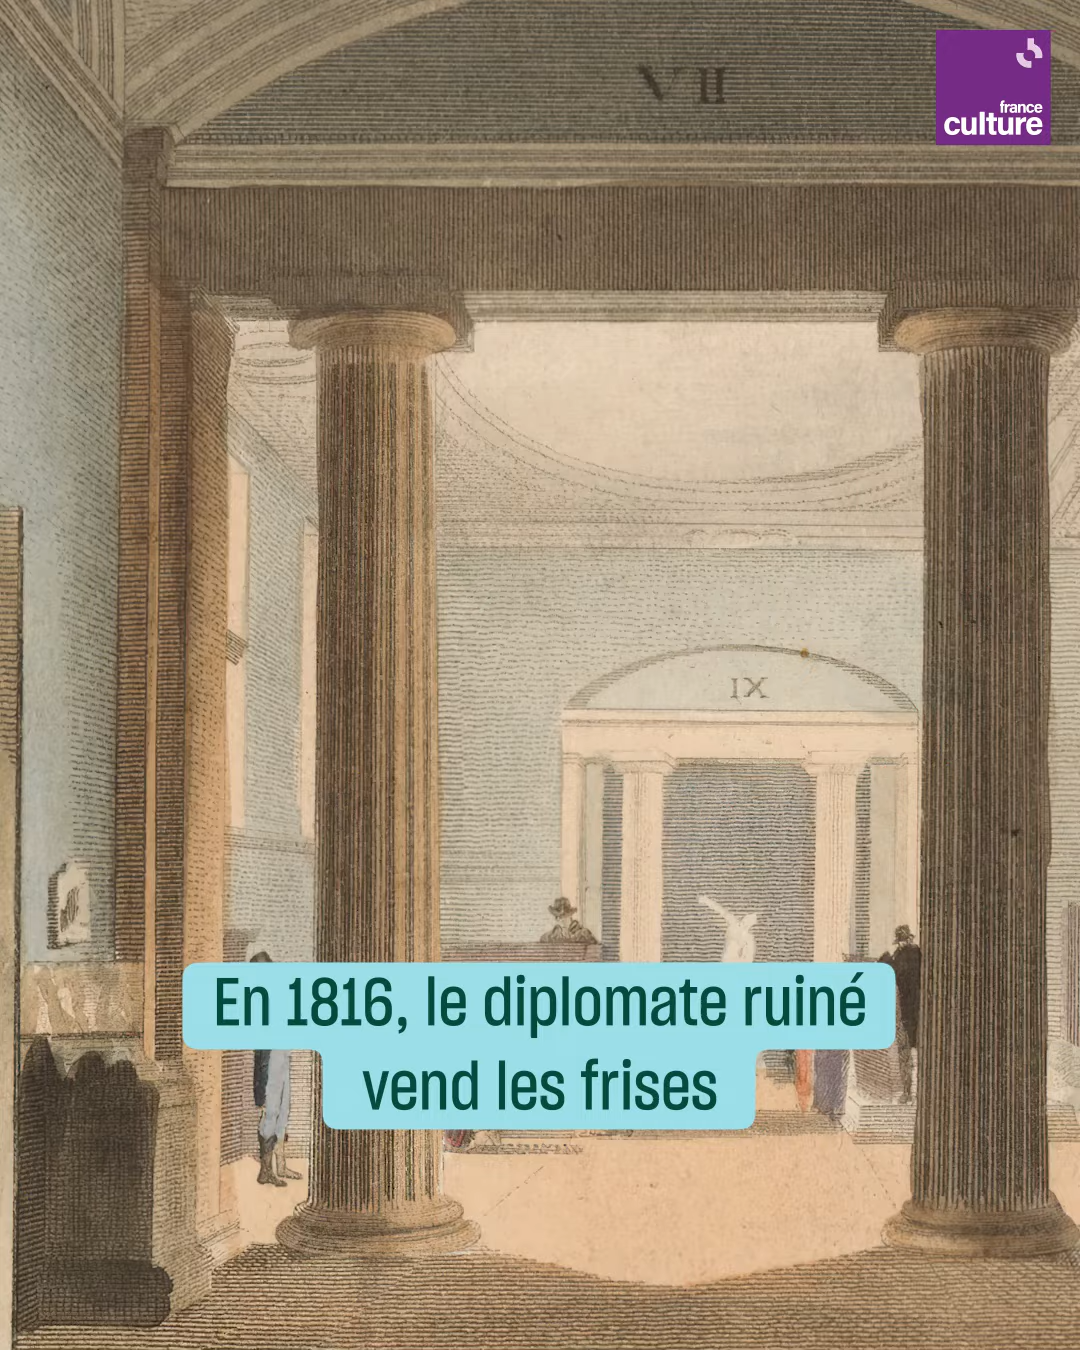 VII
france
culture
IX
En 1816, le diplomate ruiné
vend les frises